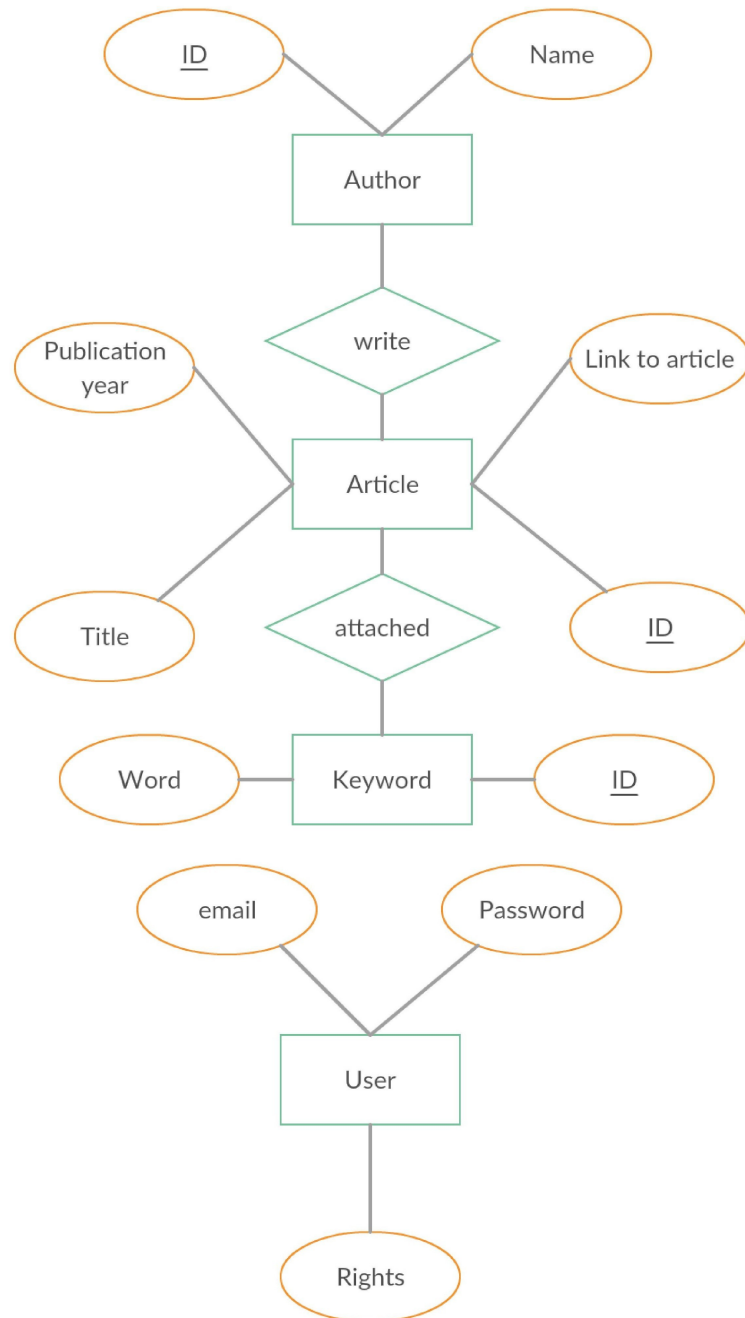 ID
Name
Author
write
Publication
year
Link to article
Article
Title
attached
ID
Word
Keyword
ID
email
Password
User
Rights